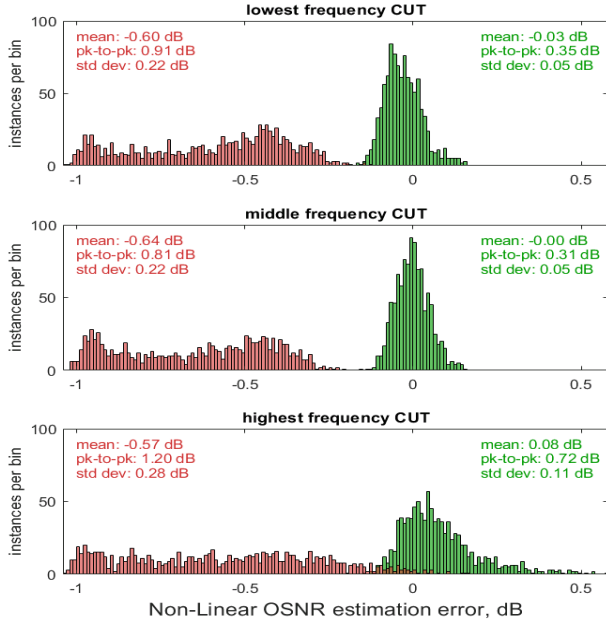 lowest frequency CUT
100
mean: -0.60 dB
pk-to-pk: 0.91 dB
std dev: 0.22 dB
mean: -0.03 dB
pk-to-pk: 0.35 dB
std dev: 0.05 dB
instances per bin
50
0
-1
-0.5
0
0.5
middle frequency CUT
100
mean: -0.64 dB
pk-to-pk: 0.81 dB
std dev: 0.22 dB
mean: -0.00 dB
pk-to-pk: 0.31 dB
std dev: 0.05 dB
instances per bin
50
0
-1
-0.5
0
0.5
highest frequency CUT
100
mean: -0.57 dB
pk-to-pk: 1.20 dB
std dev: 0.28 dB
mean: 0.08 dB
pk-to-pk: 0.72 dB
std dev: 0.11 dB
instances per bin
50
0
-1
-0.5
0
0.5
Non-Linear OSNR estimation error, dB